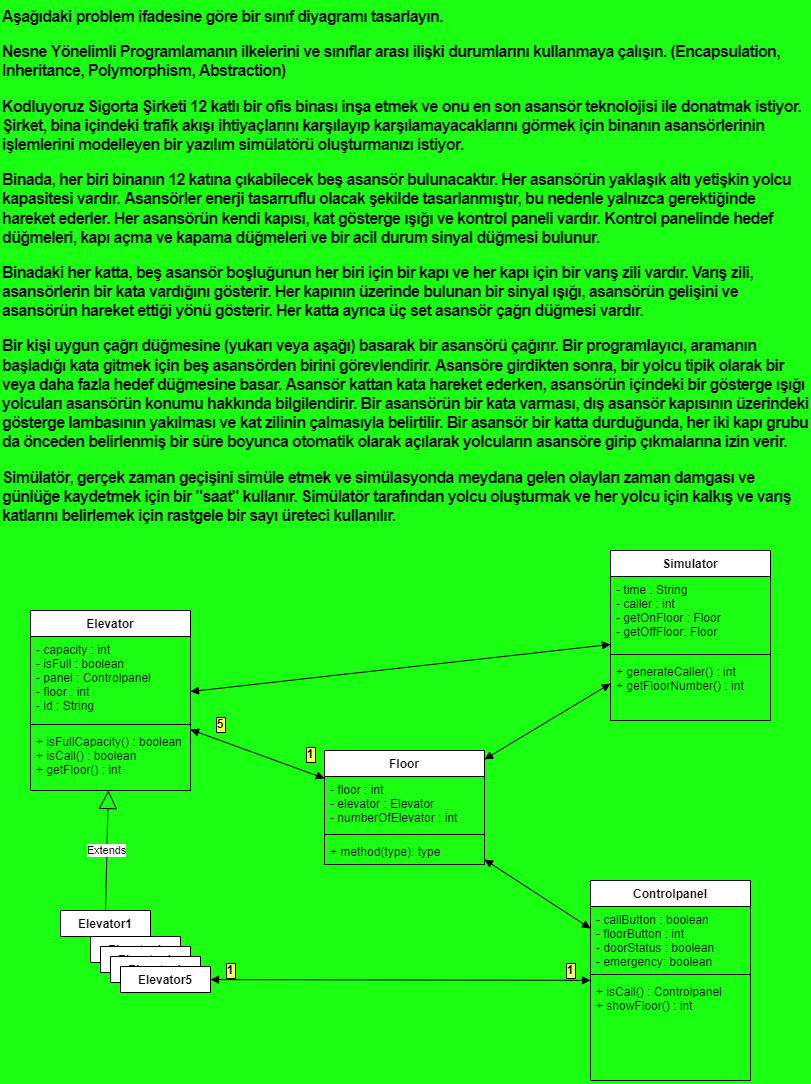 Aşağıdaki problem ifadesine göre bir sınıf diyagramı tasarlayın.
Nesne Yönelimli Programlamanın ilkelerini ve sınıflar arası ilişki durumlarını kullanmaya çalışın. (Encapsulation,
Inheritance, Polymorphism, Abstraction)
Kodluyoruz Sigorta Şirketi 12 katlı bir ofis binası inşa etmek ve onu en son asansör teknolojisi ile donatmak istiyor.
Şirket, bina içindeki trafik akışı ihtiyaçlarını karşılayıp karşılamayacaklarını görmek için binanın asansörlerinin
işlemlerini modelleyen bir yazılım simülatörü oluşturmanızı istiyor.
Binada, her biri binanın 12 katına çıkabilecek beş asansör bulunacaktır. Her asansörün yaklaşık altı yetişkin yolcu
kapasitesi vardır. Asansörler enerji tasarruflu olacak şekilde tasarlanmıştır, bu nedenle yalnızca gerektiğinde
hareket ederler. Her asansörün kendi kapısı, kat gösterge ışığı ve kontrol paneli vardır. Kontrol panelinde hedef
düğmeleri, kapı açma ve kapama düğmeleri ve bir acil durum sinyal düğmesi bulunur.
Binadaki her katta, beş asansör boşluğunun her biri için bir kapı ve her kapı için bir varış zili vardır. Varış zili,
asansörlerin bir kata vardığını gösterir. Her kapının üzerinde bulunan bir sinyal ışığı, asansörün gelişini ve
asansörün hareket ettiği yönü gösterir. Her katta ayrıca üç set asansör çağrı düğmesi vardır.
Bir kişi uygun çağrı düğmesine (yukarı veya aşağı) basarak bir asansörü çağırır. Bir programlayıcı, aramanın
başladığı kata gitmek için beş asansörden birini görevlendirir. Asansöre girdikten sonra, bir yolcu tipik olarak bir
veya daha fazla hedef düğmesine basar. Asansör kattan kata hareket ederken, asansörün içindeki bir gösterge ışığı
yolcuları asansörün konumu hakkında bilgilendirir. Bir asansörün bir kata varması, dış asansör kapısının üzerindeki
gösterge lambasının yakılması ve kat zilinin çalmasıyla belirtilir. Bir asansör bir katta durduğunda, her iki kapı grubu
da önceden belirlenmiş bir süre boyunca otomatik olarak açılarak yolcuların asansöre girip çıkmalarına izin verir.
Simülatör, gerçek zaman geçişini simüle etmek ve simülasyonda meydana gelen olayları zaman damgası ve
günlüğe kaydetmek için bir "saat" kullanır. Simülatör tarafından yolcu oluşturmak ve her yolcu için kalkış ve varış
katlarını belirlemek için rastgele bir sayı üreteci kullanılır.
Simulator
- time : String
- caller : int
- getOnFloor : Floor
- getOffFloor: Floor
+ generateCaller() : int
+ getFloorNumber() : int
Elevator
- capacity : int
- isFull : boolean
- panel : Controlpanel
- floor : int
- id : String
+ isFullCapacity() : boolean
+ isCall() : boolean
+ getFloor() : int
5
1
Floor
- floor : int
- elevator : Elevator
- numberOfElevator : int
+ method(type): type
Extends
Controlpanel
- callButton : boolean
- floorButton : int
- doorStatus : boolean
- emergency: boolean
+ isCall() : Controlpanel
+ showFloor() : int
Elevator1
Elevator5
1
1